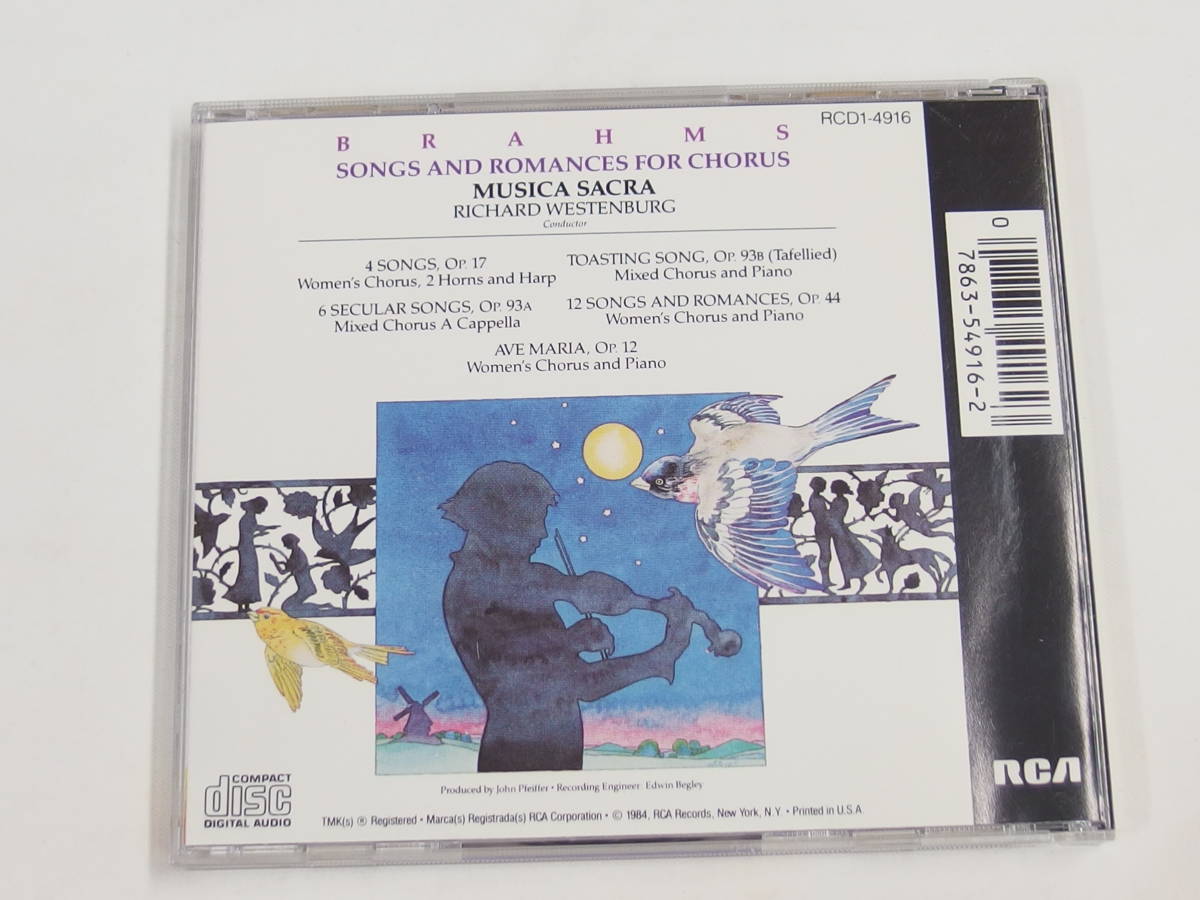 RCD1-4916
B R A H M S
SONGS AND ROMANCES FOR CHORUS
MUSICA SACRA
RICHARD WESTENBURG
Conductor
4 SONGS, OP. 17
Women's Chorus, 2 Horns and Harp
6 SECULAR SONGS, OP. 93A
Mixed Chorus A Cappella
TOASTING SONG, OP. 93B (Tafellied)
Mixed Chorus and Piano
12 SONGS AND ROMANCES, OP. 44
Women's Chorus and Piano
AVE MARIA, OP. 12
Women's Chorus and Piano
0 7863-54916-2
Produced by John Pfeiffer • Recording Engineer: Edwin Begley
COMPACT
disc
DIGITAL AUDIO
TMK(s) ® Registered • Marca(s) Registrada(s) RCA Corporation • © 1984, RCA Records, New York, N.Y. • Printed in U.S.A.
RCA